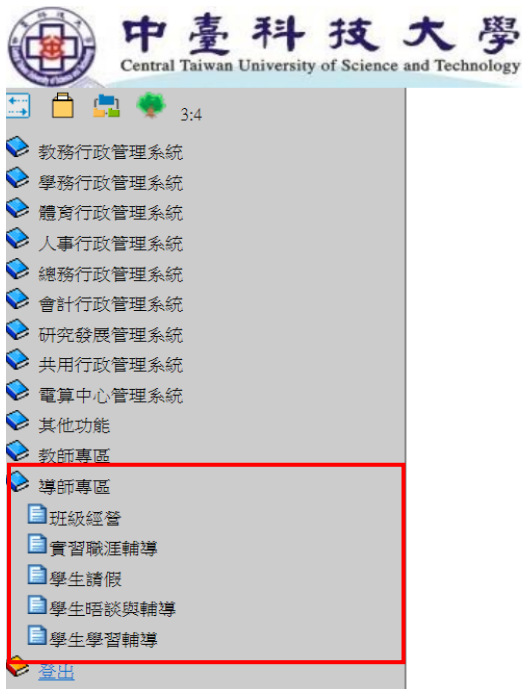 中臺科技大學
Central Taiwan University of Science and Technology
3:4
教務行政管理系統
學務行政管理系統
體育行政管理系統
人事行政管理系統
總務行政管理系統
會計行政管理系統
研究發展管理系統
共用行政管理系統
電算中心管理系統
其他功能
教師專區
導師專區
班級經營
實習職涯輔導
學生請假
學生晤談與輔導
學生學習輔導
登出